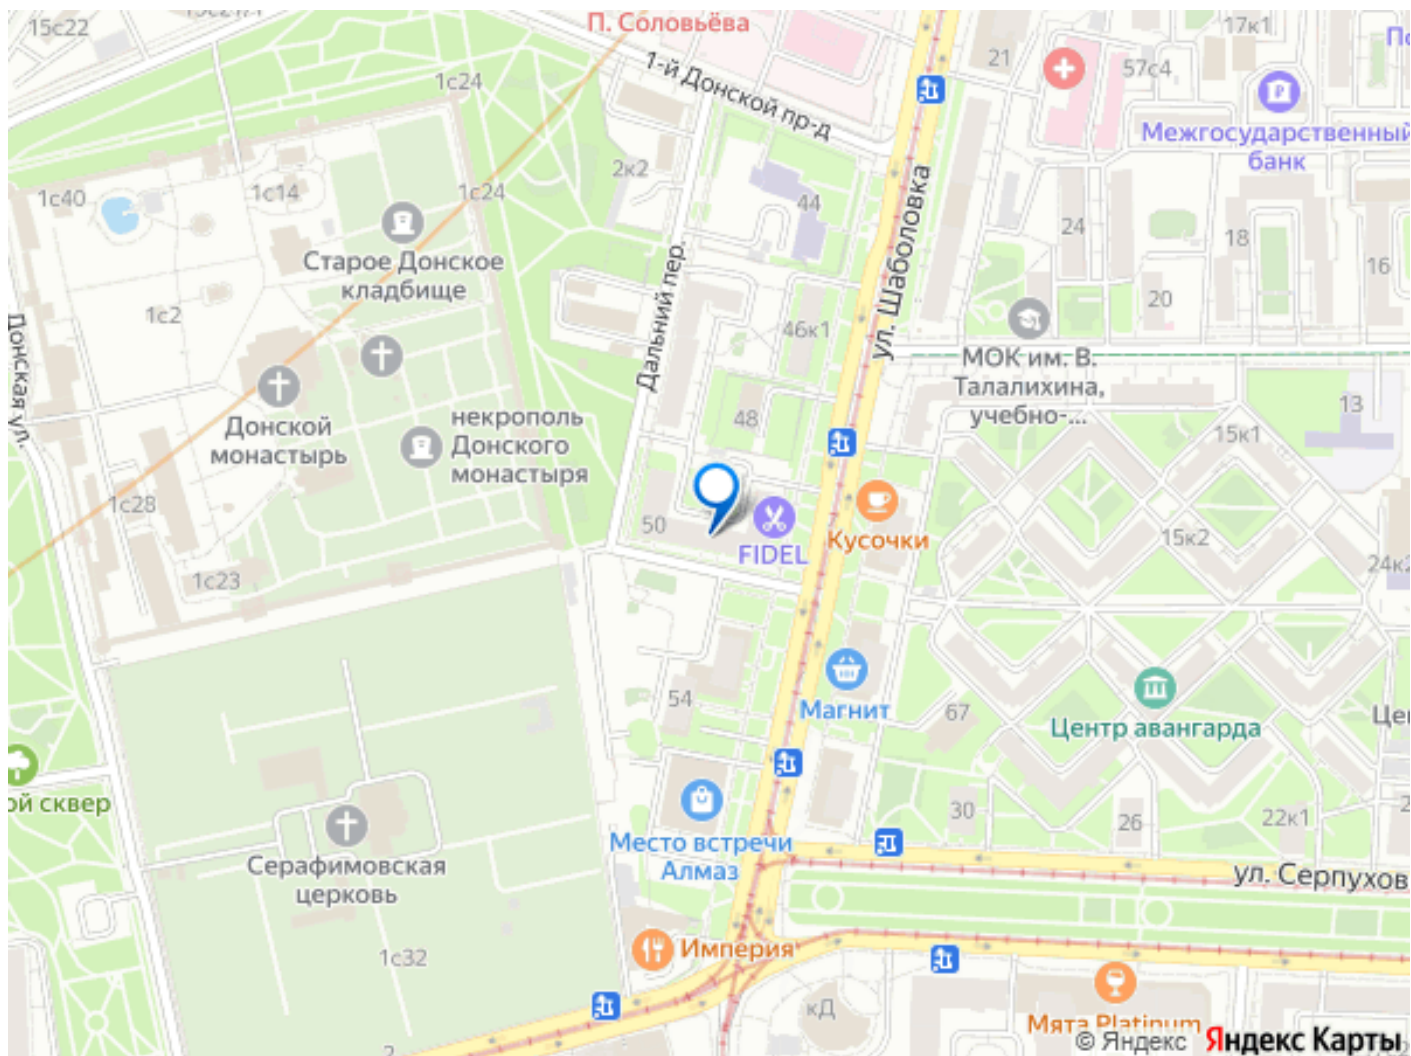 15с22
П. Соловьёва
21
17к1
57с4
1-й Донской пр-д
1с24
Межгосударственный
банк
2к2
1с40
1с14
1с24
44
24
18
16
Старое Донское
кладбище
Дальний пер.
ул. Шаболовка
20
1с2
46к1
Донская ул.
МОК им. В.
Талалихина,
учебно-...
13
48
некрополь
Донского
монастыря
Донской
монастырь
15к1
1с28
50
FIDEL
Кусочки
15к2
24к2
1с23
54
Магнит
67
Центр авангарда
ой сквер
30
26
22к1
Место встречи
Алмаз
Серафимовская
церковь
ул. Серпухов
Империя
1с32
кД
Мята Platinum
© Яндекс Яндекс Карты